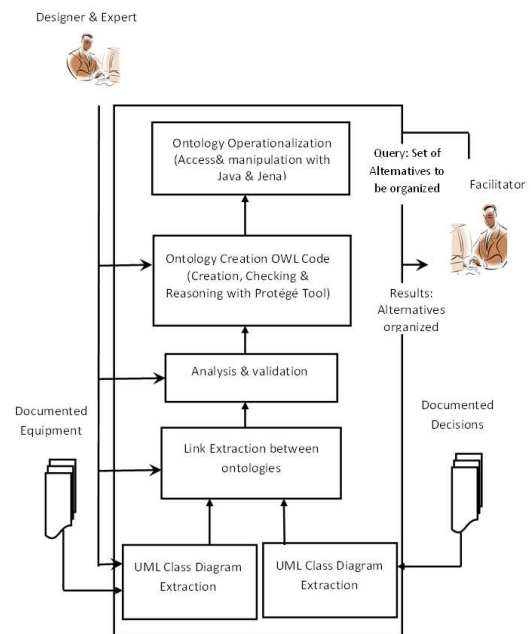 Designer & Expert
Ontology Operationalization
(Access& manipulation with
Java & Jena)
Query: Set of
Alternatives to
be organized
Facilitator
Ontology Creation OWL Code
(Creation, Checking &
Reasoning with Protégé Tool)
Results:
Alternatives
organized
Analysis & validation
Documented
Equipment
Documented
Decisions
Link Extraction between
ontologies
UML Class Diagram
Extraction
UML Class Diagram
Extraction